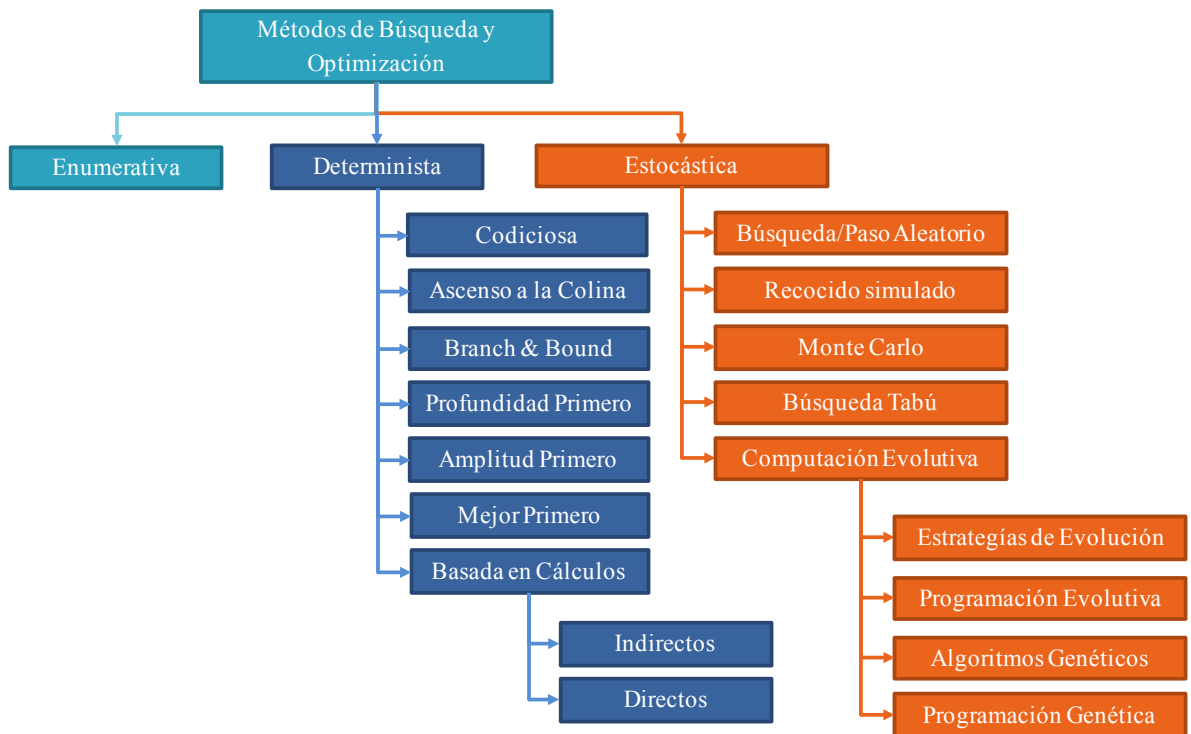 Métodos de Búsqueda y
Optimización
Enumerativa
Determinista
Estocástica
Codiciosa
Ascenso a la Colina
Branch & Bound
Profundidad Primero
Amplitud Primero
Mejor Primero
Basada en Cálculos
Indirectos
Directos
Búsqueda/Paso Aleatorio
Recocido simulado
Monte Carlo
Búsqueda Tabú
Computación Evolutiva
Estrategías de Evolución
Programación Evolutiva
Algoritmos Genéticos
Programación Genética